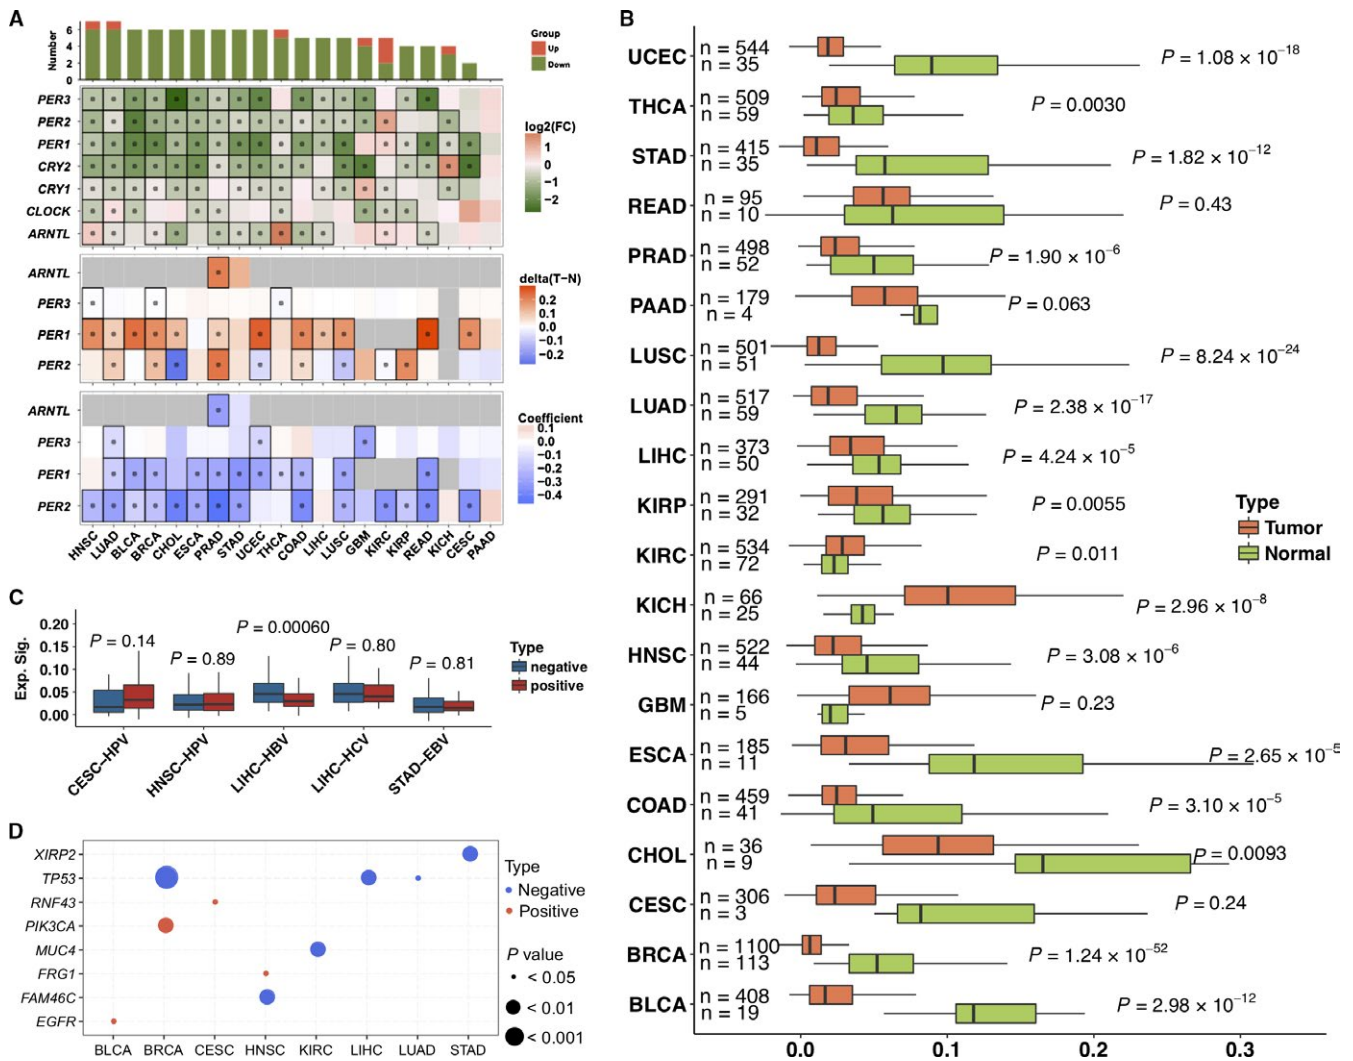 A
Number
6
4
2
0
Group
Up
Down
PER3
PER2
PER1
CRY2
CRY1
CLOCK
ARNTL
log2(FC)
1
0
−1
−2
ARNTL
PER3
PER1
PER2
delta(T−N)
0.2
0.1
0.0
−0.1
−0.2
ARNTL
PER3
PER1
PER2
Coefficient
0.1
0.0
−0.1
−0.2
−0.3
−0.4
HNSC LUAD BLCA BRCA CHOL ESCA PRAD STAD UCEC THCA COAD LIHC LUSC GBM KIRC KIRP READ KICH CESC PAAD
B
UCEC n = 544 P = 1.08 × 10⁻¹⁸
n = 35
THCA n = 509 P = 0.0030
n = 59
STAD n = 415 P = 1.82 × 10⁻¹²
n = 35
READ n = 95 P = 0.43
n = 10
PRAD n = 498 P = 1.90 × 10⁻⁶
n = 52
PAAD n = 179 P = 0.063
n = 4
LUSC n = 501 P = 8.24 × 10⁻²⁴
n = 51
LUAD n = 517 P = 2.38 × 10⁻¹⁷
n = 59
LIHC n = 373 P = 4.24 × 10⁻⁵
n = 50
KIRP n = 291 P = 0.0055
n = 32
KIRC n = 534 P = 0.011
n = 72
KICH n = 66 P = 2.96 × 10⁻⁸
n = 25
HNSC n = 522 P = 3.08 × 10⁻⁶
n = 44
GBM n = 166 P = 0.23
n = 5
ESCA n = 185 P = 2.65 × 10⁻⁵
n = 11
COAD n = 459 P = 3.10 × 10⁻⁵
n = 41
CHOL n = 36 P = 0.0093
n = 9
CESC n = 306 P = 0.24
n = 3
BRCA n = 1100 P = 1.24 × 10⁻⁵²
n = 113
BLCA n = 408 P = 2.98 × 10⁻¹²
n = 19
0.0 0.1 0.2 0.3
Type
Tumor
Normal
C
Exp. Sig.
0.20
0.15
0.10
0.05
0.00
P = 0.14
P = 0.89
P = 0.00060
P = 0.80
P = 0.81
Type
negative
positive
CESC−HPV HNSC−HPV LIHC−HBV LIHC−HCV STAD−EBV
D
XIRP2
TP53
RNF43
PIK3CA
MUC4
FRG1
FAM46C
EGFR
BLCA BRCA CESC HNSC KIRC LIHC LUAD STAD
Type
Negative
Positive
P value
< 0.05
< 0.01
< 0.001